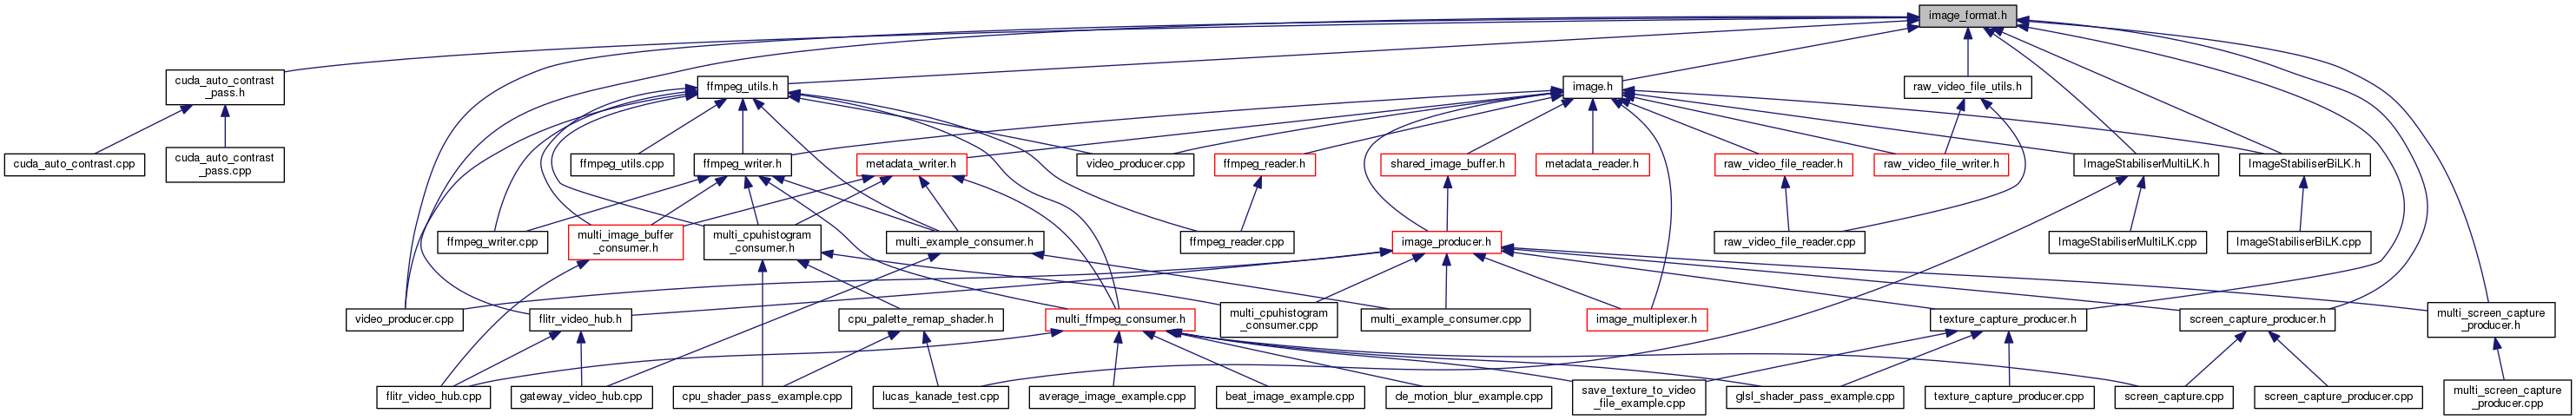 image_format.h
cuda_auto_contrast
_pass.h
ffmpeg_utils.h
image.h
raw_video_file_utils.h
cuda_auto_contrast.cpp
cuda_auto_contrast
_pass.cpp
ffmpeg_utils.cpp
ffmpeg_writer.h
metadata_writer.h
video_producer.cpp
ffmpeg_reader.h
shared_image_buffer.h
metadata_reader.h
raw_video_file_reader.h
raw_video_file_writer.h
ImageStabiliserMultiLK.h
ImageStabiliserBiLK.h
ffmpeg_writer.cpp
multi_image_buffer
_consumer.h
multi_cpuhistogram
_consumer.h
multi_example_consumer.h
ffmpeg_reader.cpp
image_producer.h
raw_video_file_reader.cpp
ImageStabiliserMultiLK.cpp
ImageStabiliserBiLK.cpp
video_producer.cpp
flitr_video_hub.h
cpu_palette_remap_shader.h
multi_ffmpeg_consumer.h
multi_cpuhistogram
_consumer.cpp
multi_example_consumer.cpp
image_multiplexer.h
texture_capture_producer.h
screen_capture_producer.h
multi_screen_capture
_producer.h
flitr_video_hub.cpp
gateway_video_hub.cpp
cpu_shader_pass_example.cpp
lucas_kanade_test.cpp
average_image_example.cpp
beat_image_example.cpp
de_motion_blur_example.cpp
save_texture_to_video
_file_example.cpp
glsl_shader_pass_example.cpp
texture_capture_producer.cpp
screen_capture.cpp
screen_capture_producer.cpp
multi_screen_capture
_producer.cpp